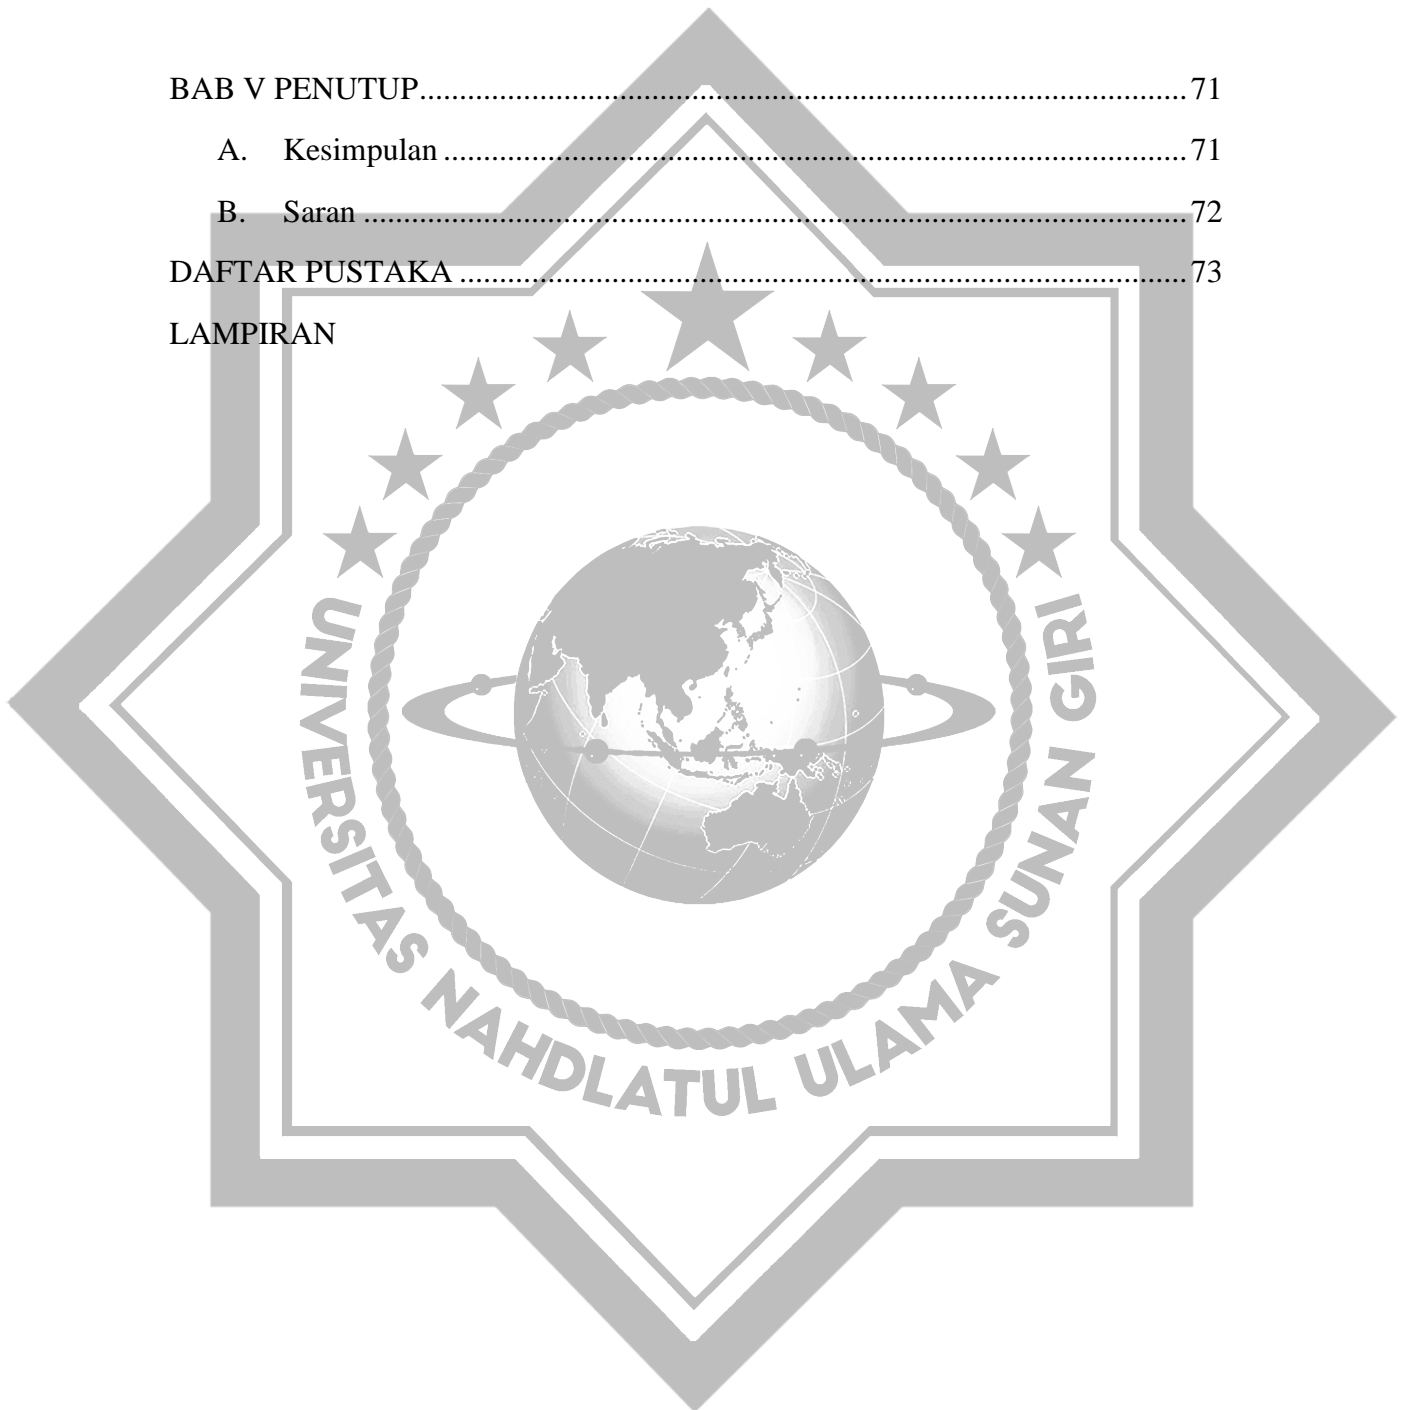 BAB V PENUTUP................................................................................................ 71
A. Kesimpulan ............................................................................................. 71
B. Saran ....................................................................................................... 72
DAFTAR PUSTAKA ........................................................................................... 73
LAMPIRAN
UNIVERSITAS NAHDLATUL ULAMA SUNAN GIRI